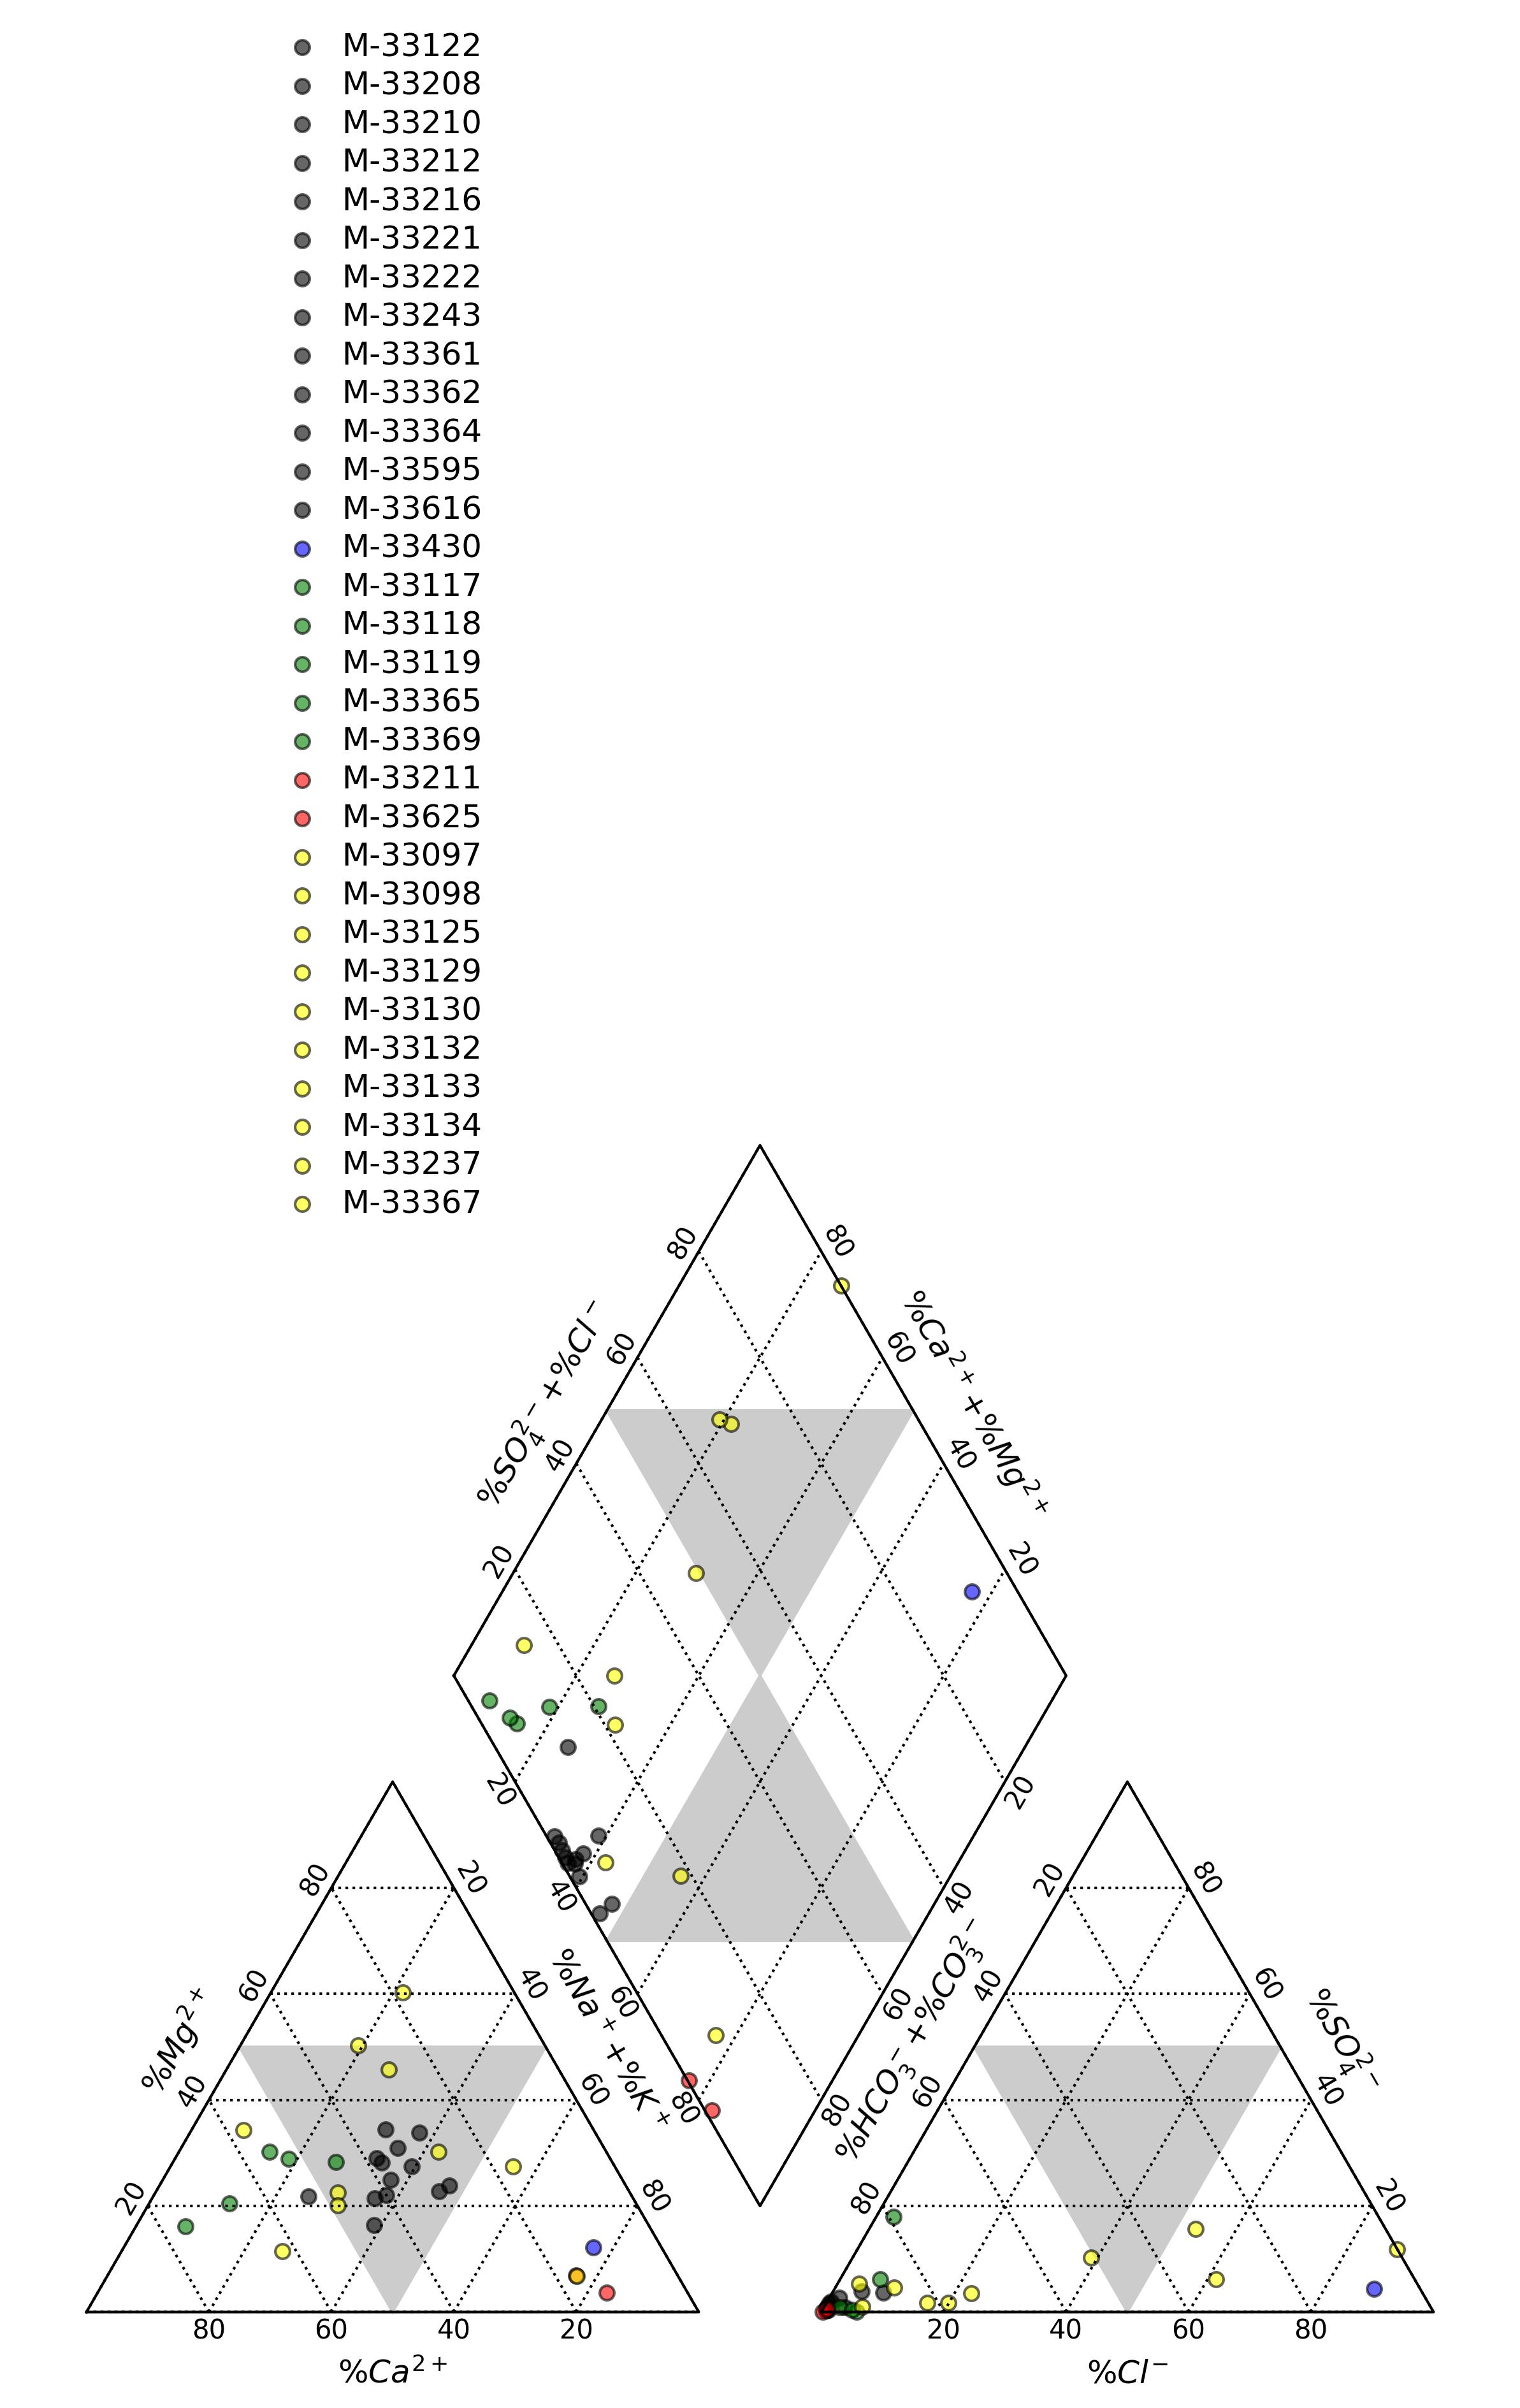 M-33122
M-33208
M-33210
M-33212
M-33216
M-33221
M-33222
M-33243
M-33361
M-33362
M-33364
M-33595
M-33616
M-33430
M-33117
M-33118
M-33119
M-33365
M-33369
M-33211
M-33625
M-33097
M-33098
M-33125
M-33129
M-33130
M-33132
M-33133
M-33134
M-33237
M-33367
80
60
40
20
%SO₄²⁻+%Cl⁻
80
60
40
20
%Ca²⁺+%Mg²⁺
20
40
60
80
%Na⁺+%K⁺
20
40
60
80
%HCO₃⁻+%CO₃²⁻
80
60
40
20
%Mg²⁺
20
40
60
80
80 60 40 20
%Ca²⁺
20
40
60
80
80
60
40
20
%SO₄²⁻
20 40 60 80
%Cl⁻